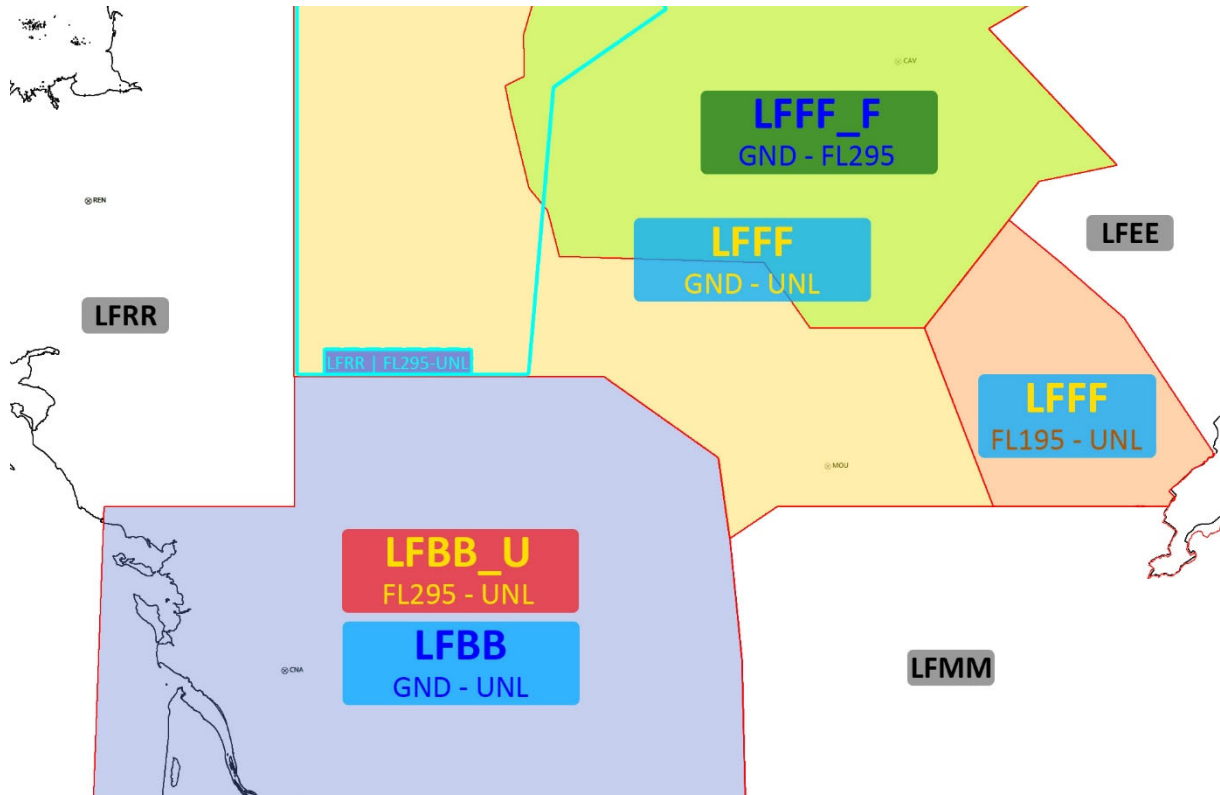 CAV
LFFF_F
GND - FL295
REN
LFEE
LFFF
GND - UNL
LFRR
LFRR | FL295-UNL
LFFF
FL195 - UNL
MOU
LFBB_U
FL295 - UNL
LFBB
GND - UNL
CNA
LFMM